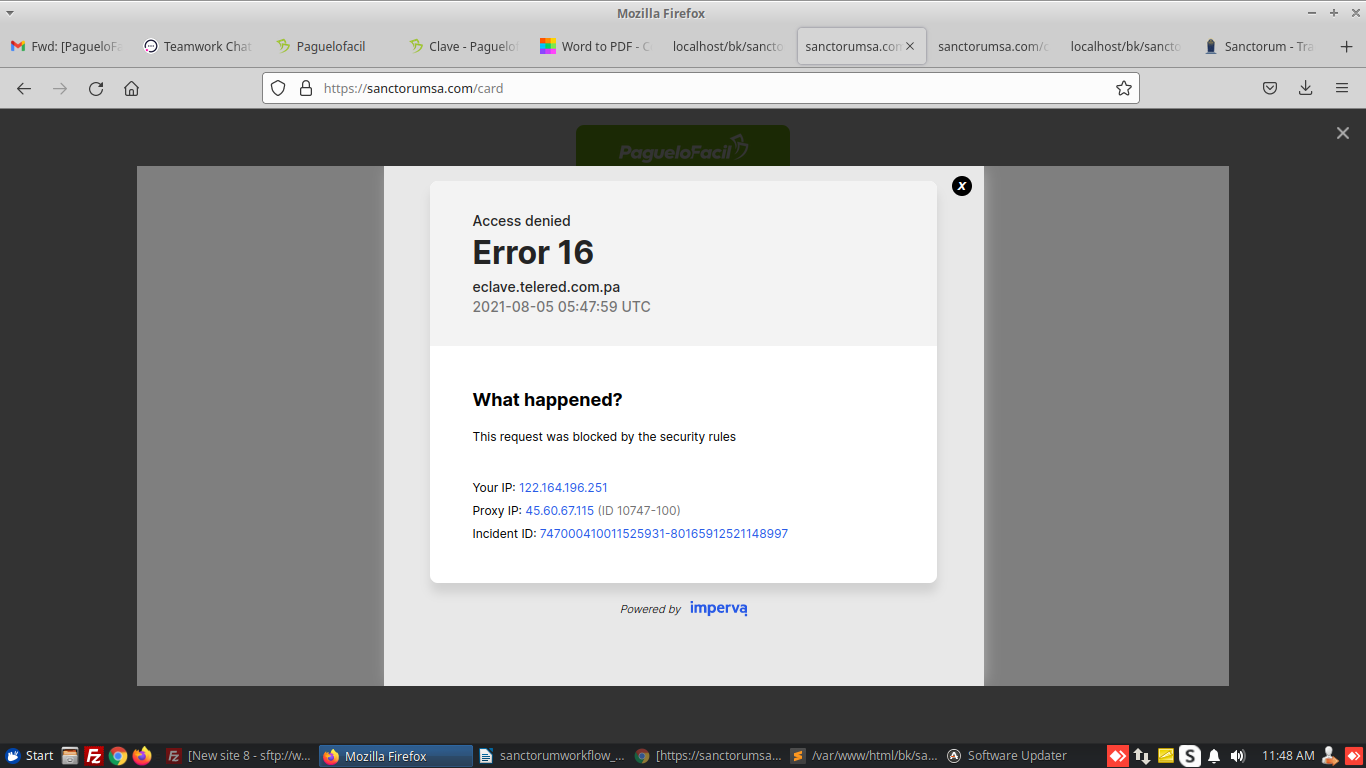 Mozilla Firefox
Fwd: [PagueloFa
Teamwork Chat
Paguelofacil
Clave - Paguelof
Word to PDF - C
localhost/bk/sancto
sanctorumsa.com
sanctorumsa.com/c
localhost/bk/sancto
Sanctorum - Tra
https://sanctorumsa.com/card
PagueloFacil
x
Access denied
Error 16
eclave.telered.com.pa
2021-08-05 05:47:59 UTC
What happened?
This request was blocked by the security rules
Your IP: 122.164.196.251
Proxy IP: 45.60.67.115 (ID 10747-100)
Incident ID: 747000410011525931-80165912521148997
Powered by imperva
Start
[New site 8 - sftp://w...
Mozilla Firefox
sanctorumworkflow_...
[https://sanctorumsa...
/var/www/html/bk/sa...
Software Updater
11:48 AM